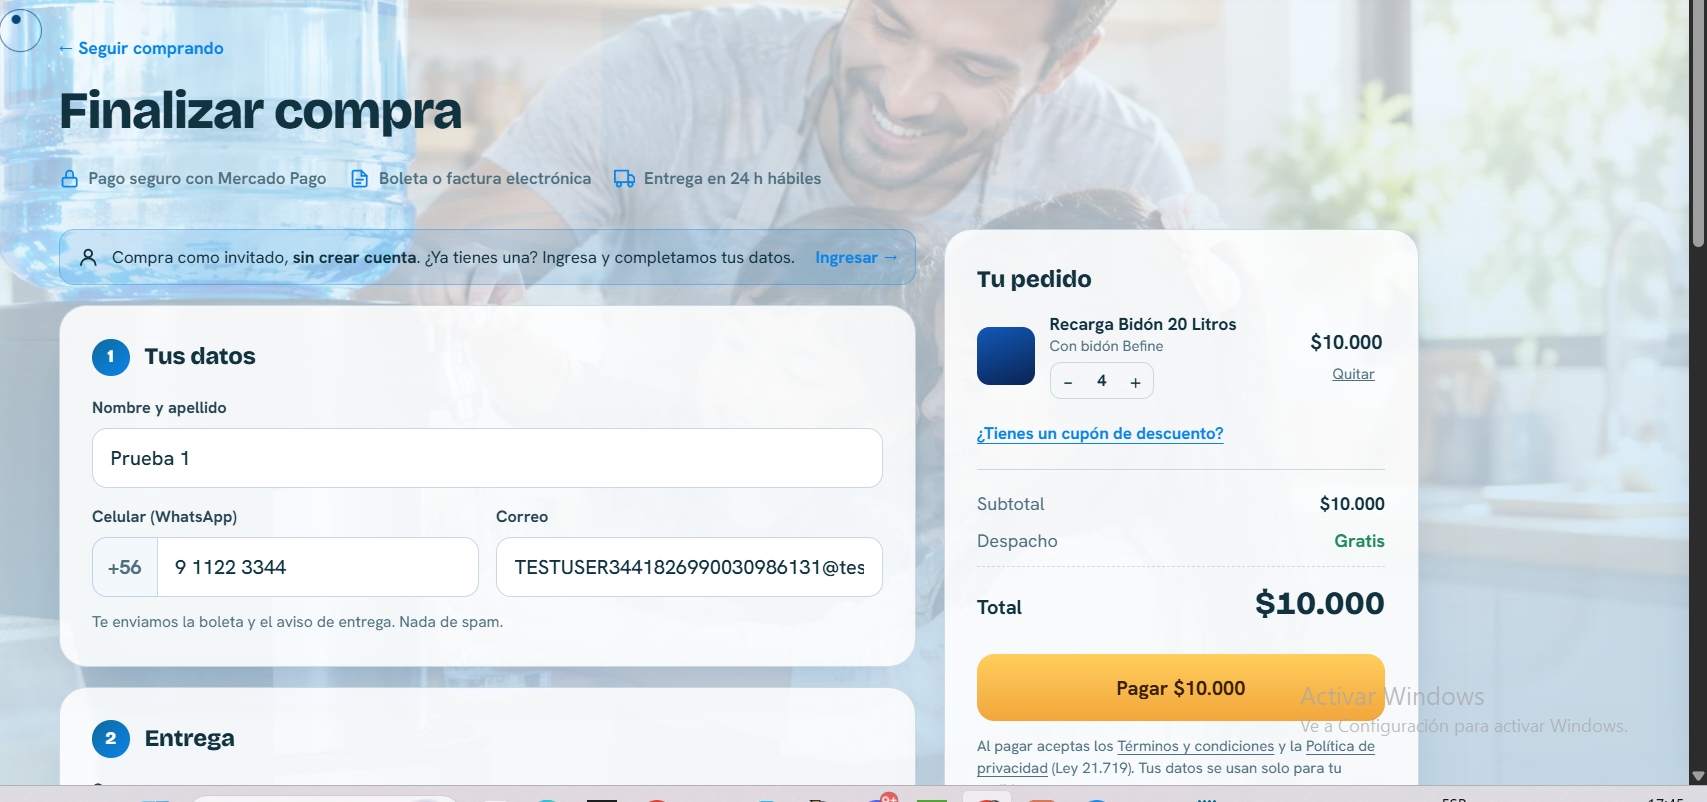 ← Seguir comprando
Finalizar compra
Pago seguro con Mercado Pago
Boleta o factura electrónica
Entrega en 24 h hábiles
Compra como invitado, sin crear cuenta. ¿Ya tienes una? Ingresa y completamos tus datos. Ingresar →
1 Tus datos
Nombre y apellido
Prueba 1
Celular (WhatsApp)
+56 9 1122 3344
Correo
TESTUSER3441826990030986131@tes
Te enviamos la boleta y el aviso de entrega. Nada de spam.
2 Entrega
Tu pedido
Recarga Bidón 20 Litros
Con bidón Befine
$10.000
- 4 +
Quitar
¿Tienes un cupón de descuento?
Subtotal $10.000
Despacho Gratis
Total $10.000
Pagar $10.000
Al pagar aceptas los Términos y condiciones y la Política de
privacidad (Ley 21.719). Tus datos se usan solo para tu
Activar Windows
Ve a Configuración para activar Windows.